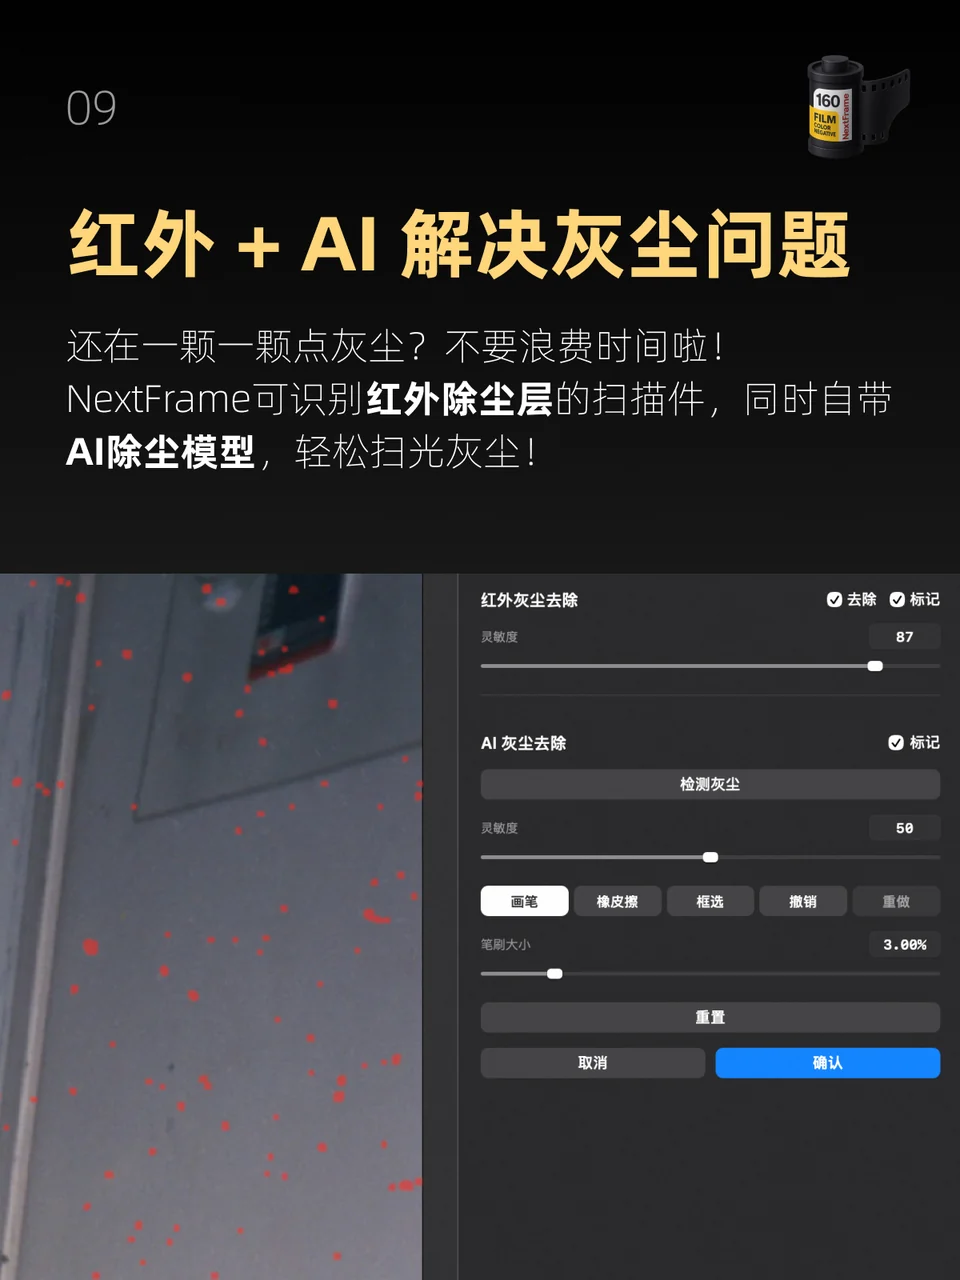 09
160
FILM
COLOR
NEGATIVE
NextFrame
红外 + AI 解决灰尘问题
还在一颗一颗点灰尘？不要浪费时间啦！
NextFrame可识别红外除尘层的扫描件，同时自带
AI除尘模型，轻松扫光灰尘！
红外灰尘去除 去除 标记
灵敏度 87
AI 灰尘去除 标记
检测灰尘
灵敏度 50
画笔 橡皮擦 框选 撤销 重做
笔刷大小 3.00%
重置
取消 确认